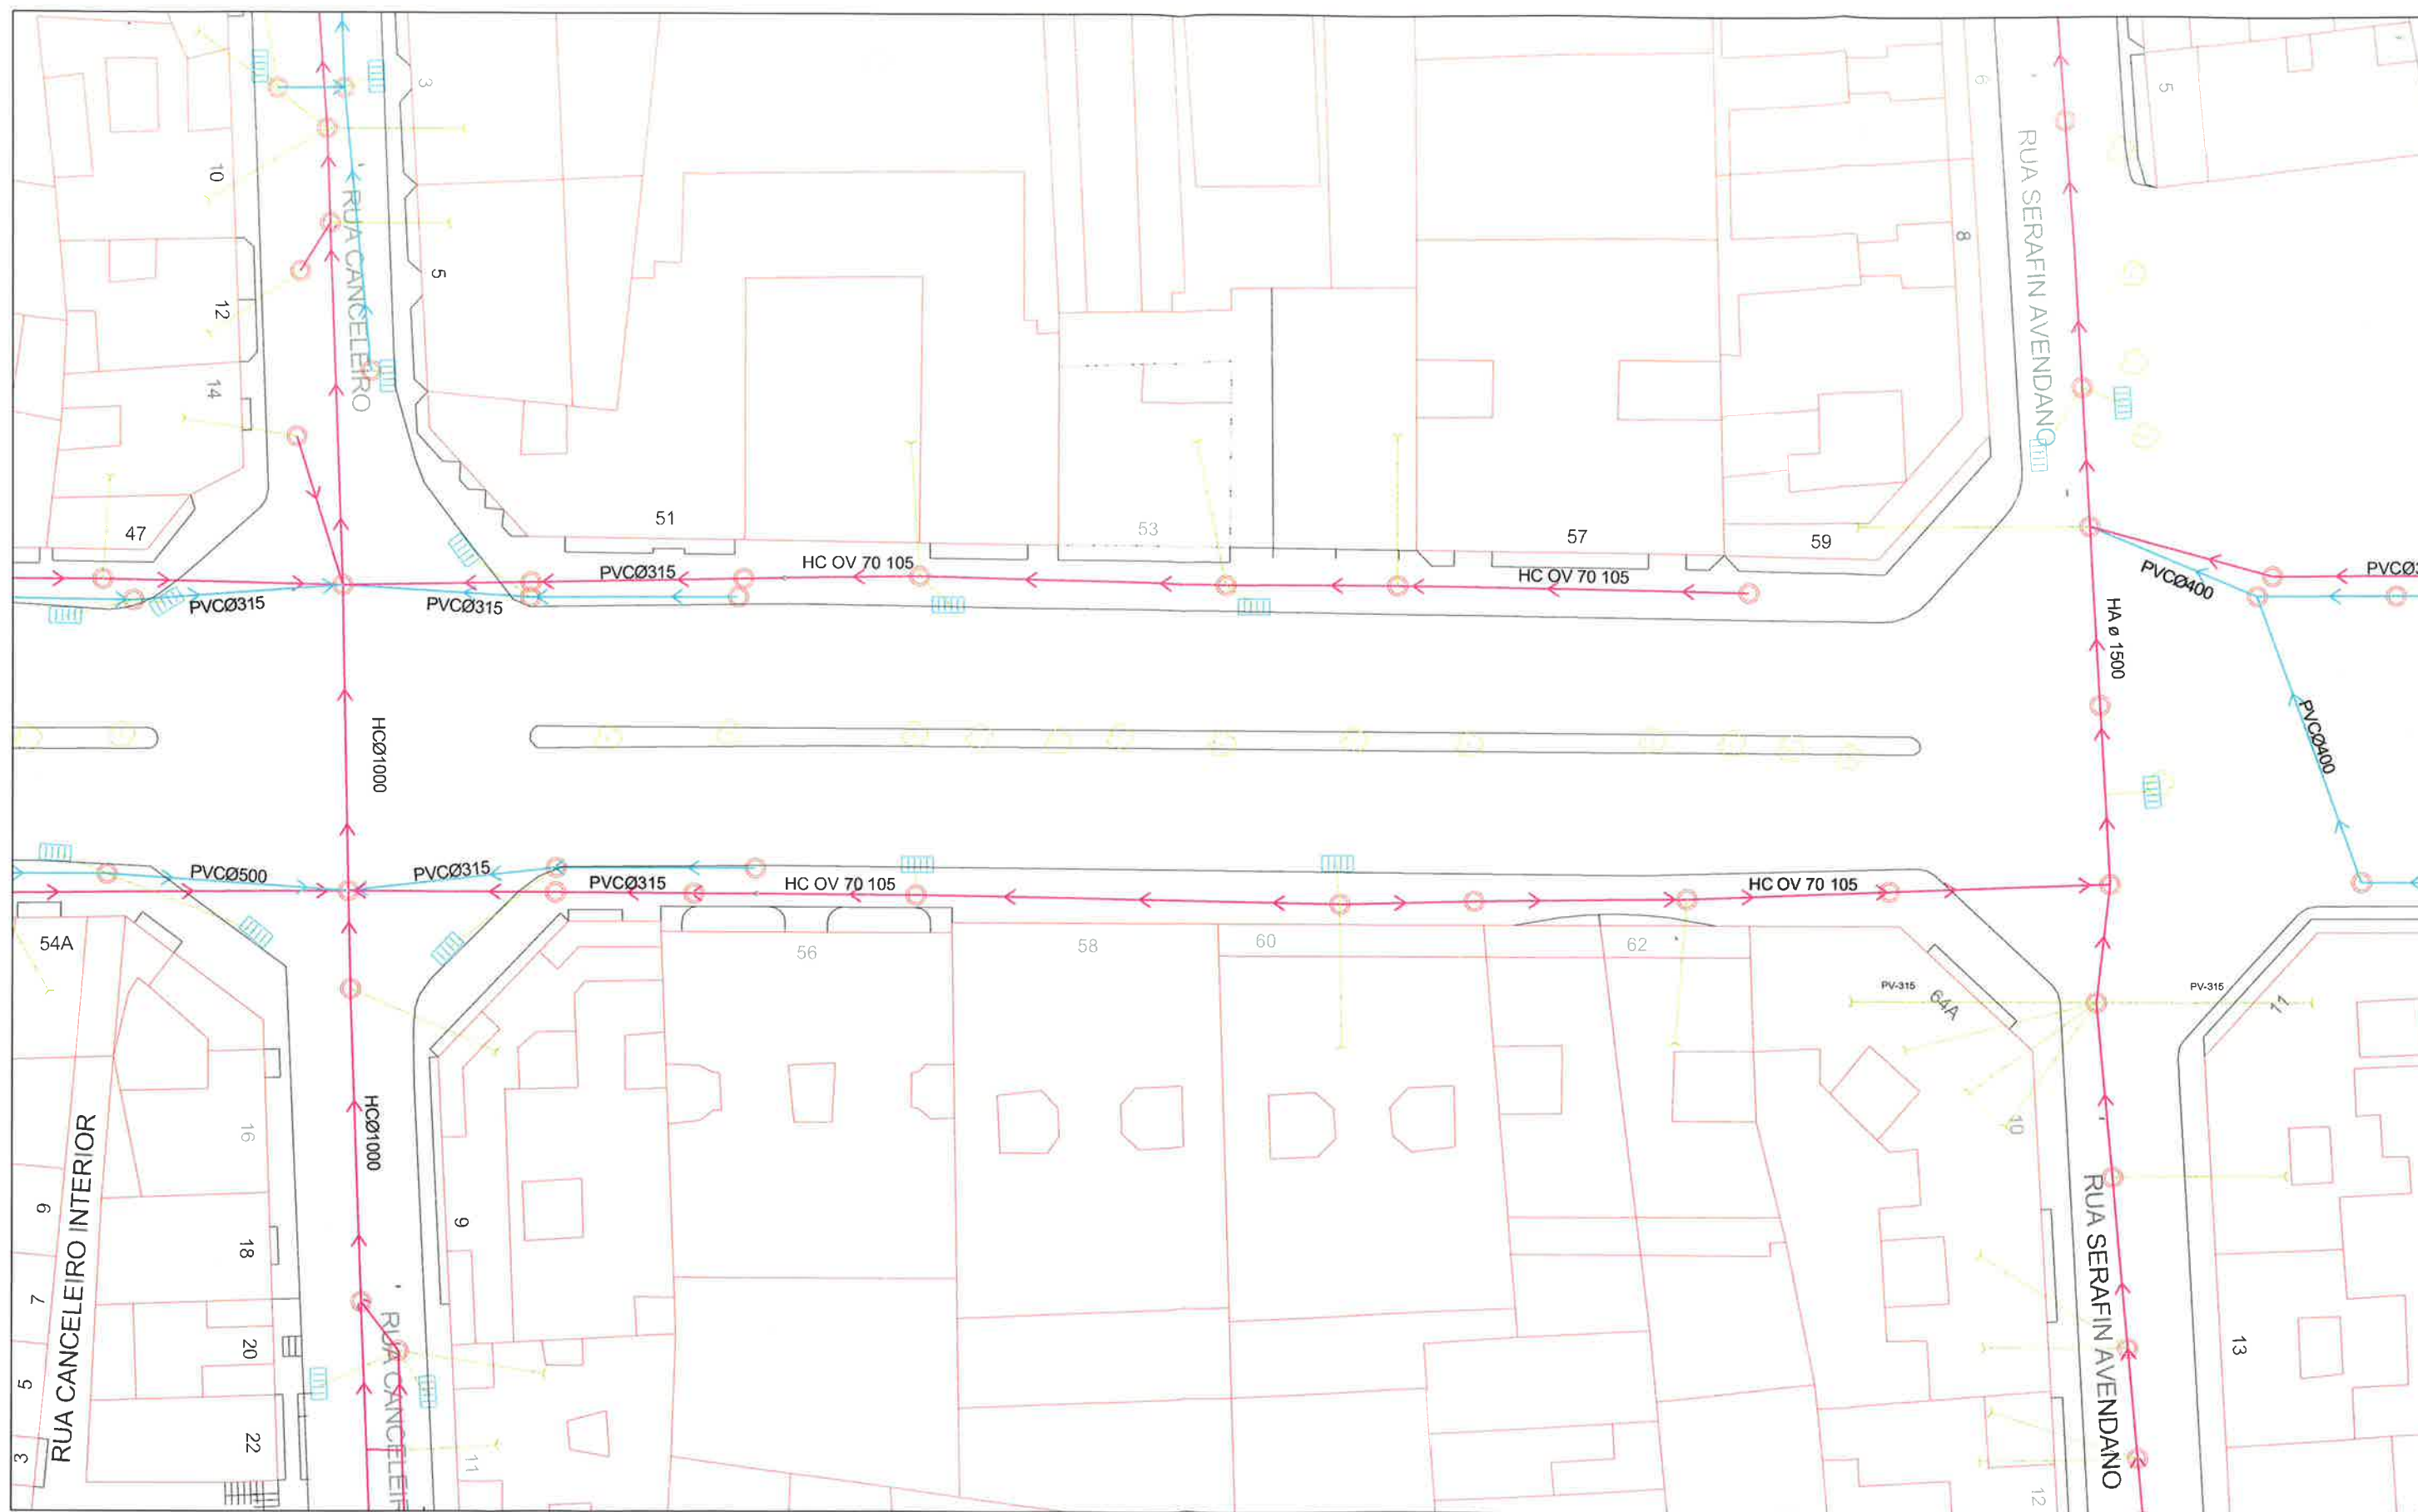 3
6
5
10
RUA CANCELEIRO
RUA SERAFIN AVENDANO
8
5
12
14
47
51
53
57
59
HC OV 70 105
PVCØ315
HC OV 70 105
PVCØ400
PVCØ315
PVCØ315
HA ø 1500
HCØ1000
PVCØ400
PVCØ500
PVCØ315
PVCØ315
HC OV 70 105
HC OV 70 105
54A
56
58
60
62
PV-315
64A
PV-315
11
HCØ1000
16
10
RUA CANCELEIRO INTERIOR
9
18
9
RUA SERAFIN AVENDANO
7
20
13
5
22
3
11
12